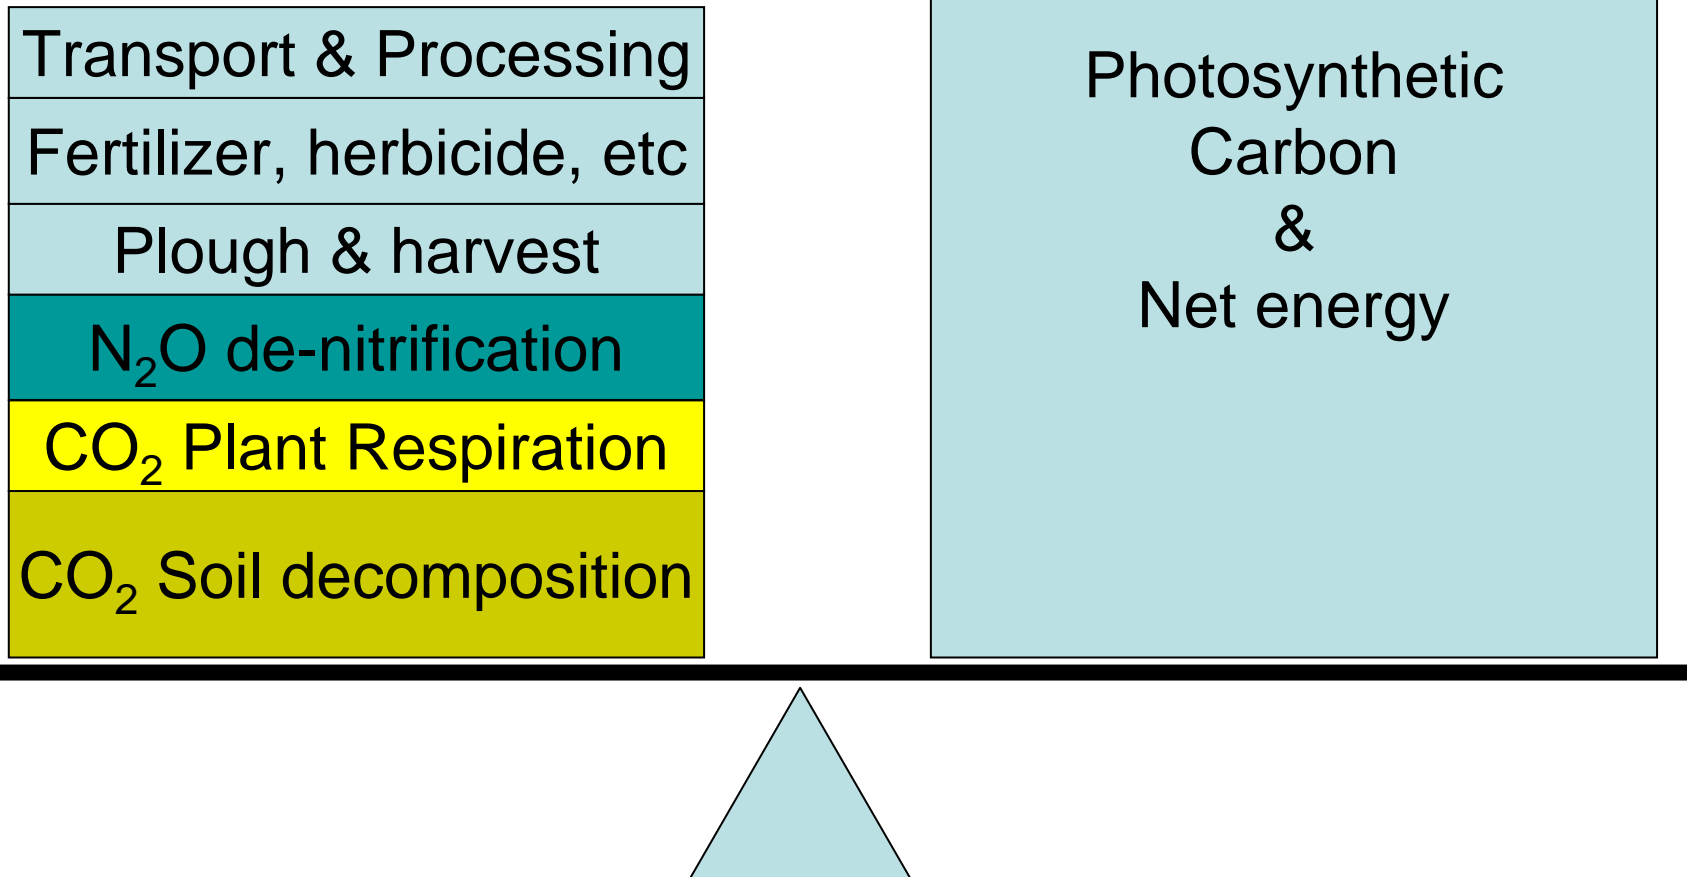 Transport & Processing
Fertilizer, herbicide, etc
Plough & harvest
N₂O de-nitrification
CO₂ Plant Respiration
CO₂ Soil decomposition
Photosynthetic
Carbon
&
Net energy